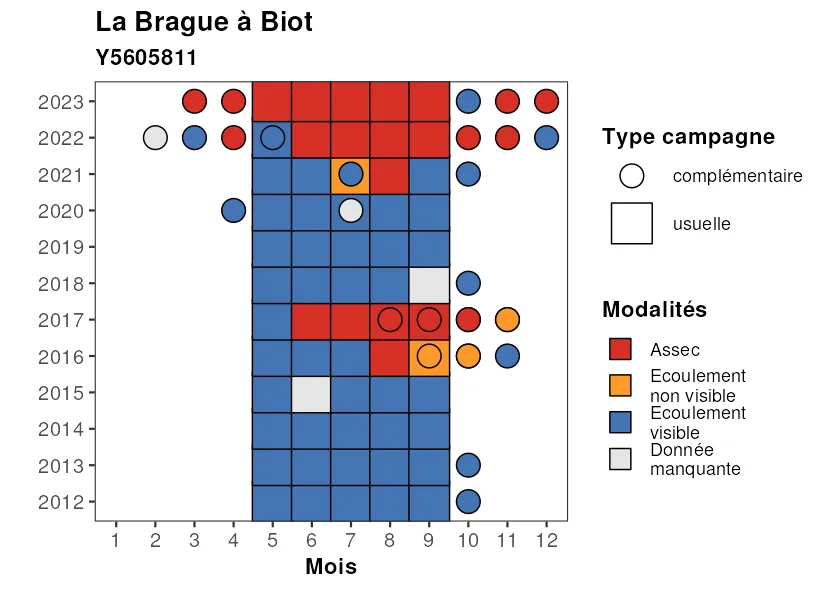 La Brague à Biot
Y5605811
2023
2022
2021
2020
2019
2018
2017
2016
2015
2014
2013
2012
1 2 3 4 5 6 7 8 9 10 11 12
Mois
Type campagne
complémentaire
usuelle
Modalités
Assec
Ecoulement
non visible
Ecoulement
visible
Donnée
manquante